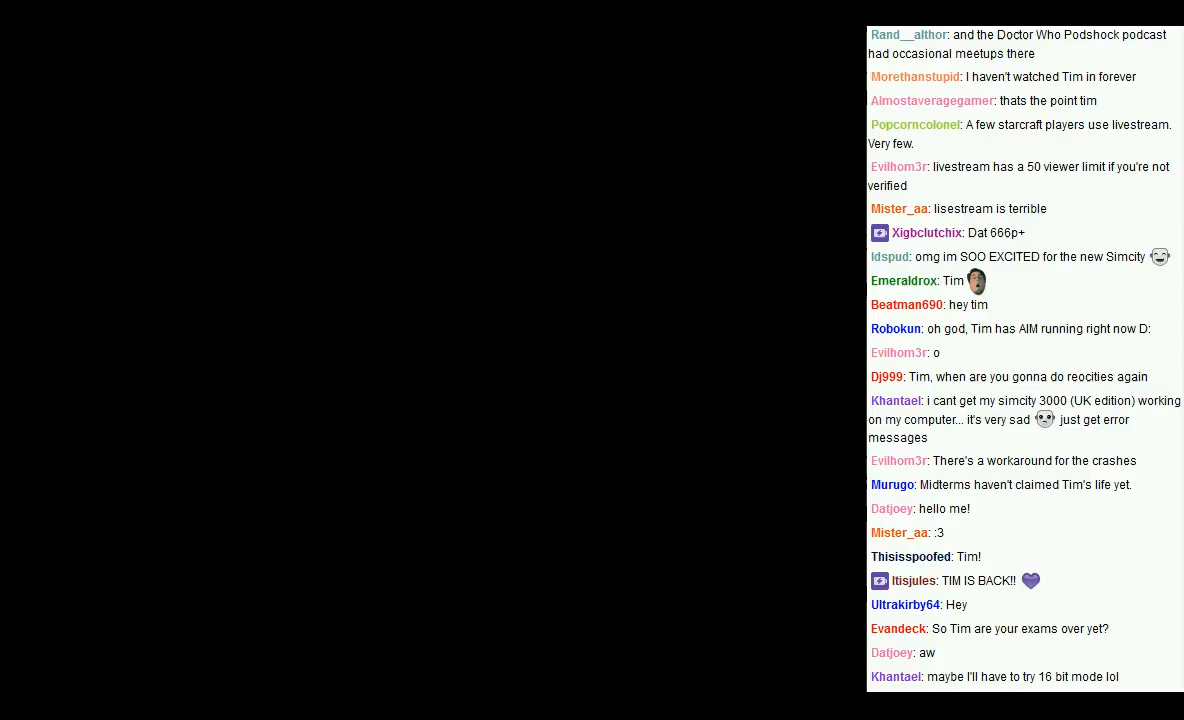 Rand__althor: and the Doctor Who Podshock podcast
had occasional meetups there
Morethanstupid: I haven't watched Tim in forever
Almostaveragegamer: thats the point tim
Popcorncolonel: A few starcraft players use livestream.
Very few.
Evilhom3r: livestream has a 50 viewer limit if you're not
verified
Mister_aa: lisestream is terrible
Xigbclutchix: Dat 666p+
Idspud: omg im SOO EXCITED for the new Simcity
Emeraldrox: Tim
Beatman690: hey tim
Robokun: oh god, Tim has AIM running right now D:
Evilhom3r: o
Dj999: Tim, when are you gonna do reocities again
Khantael: i cant get my simcity 3000 (UK edition) working
on my computer... it's very sad just get error
messages
Evilhom3r: There's a workaround for the crashes
Murugo: Midterms haven't claimed Tim's life yet.
Datjoey: hello me!
Mister_aa: :3
Thisisspoofed: Tim!
Itisjules: TIM IS BACK!!
Ultrakirby64: Hey
Evandeck: So Tim are your exams over yet?
Datjoey: aw
Khantael: maybe I'll have to try 16 bit mode lol